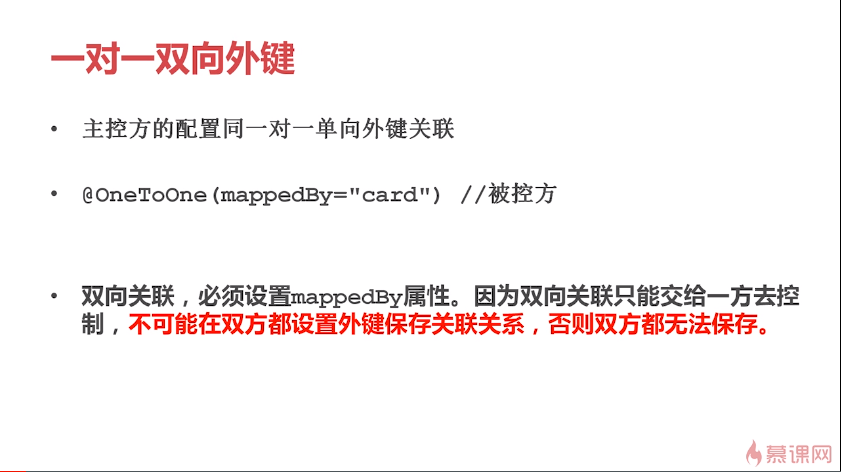 一对一双向外键
• 主控方的配置同一对一单向外键关联
• @OneToOne(mappedBy="card") //被控方
• 双向关联，必须设置mappedBy属性。因为双向关联只能交给一方去控
制，不可能在双方都设置外键保存关联关系，否则双方都无法保存。
慕课网